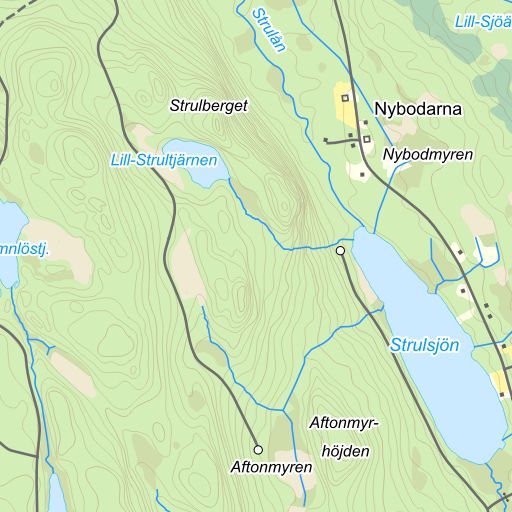 Strulån
Lill-Sjöä
Strulberget
Nybodarna
Lill-Strultjärnen
Nybodmyren
mnlöstj.
Strulsjön
Aftonmyr-
höjden
Aftonmyren